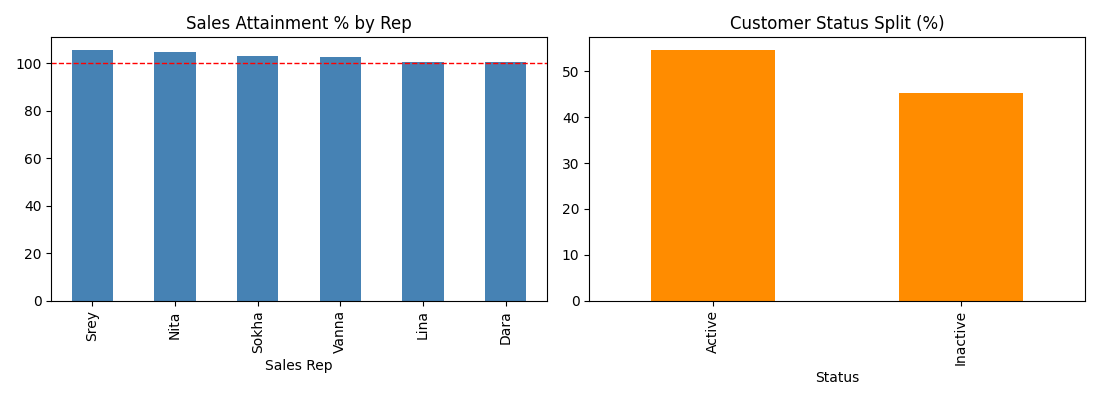 Sales Attainment % by Rep
100
80
60
40
20
0
Srey
Nita
Sokha
Vanna
Lina
Dara
Sales Rep
Customer Status Split (%)
50
40
30
20
10
0
Active
Inactive
Status